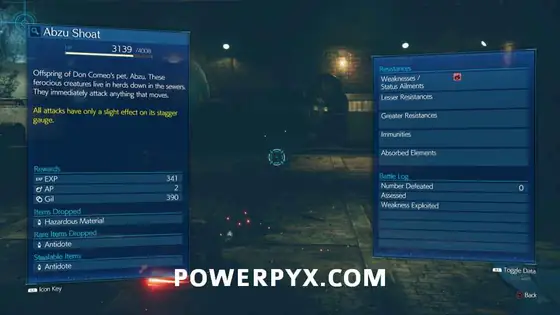 Abzu Shoat
HP 3139/4008
Offspring of Don Corneo's pet, Abzu. These
ferocious creatures live in herds down in the sewers.
They immediately attack anything that moves.
All attacks have only a slight effect on its stagger
gauge.
Rewards
EXP 341
AP 2
Gil 390
Items Dropped
Hazardous Material
Rare Items Dropped
Antidote
Stealable Items
Antidote
Icon Key
Resistances
Weaknesses /
Status Ailments
Lesser Resistances
Greater Resistances
Immunities
Absorbed Elements
Battle Log
Number Defeated 0
Assessed
Weakness Exploited
Toggle Data
Back
POWERPYX.COM